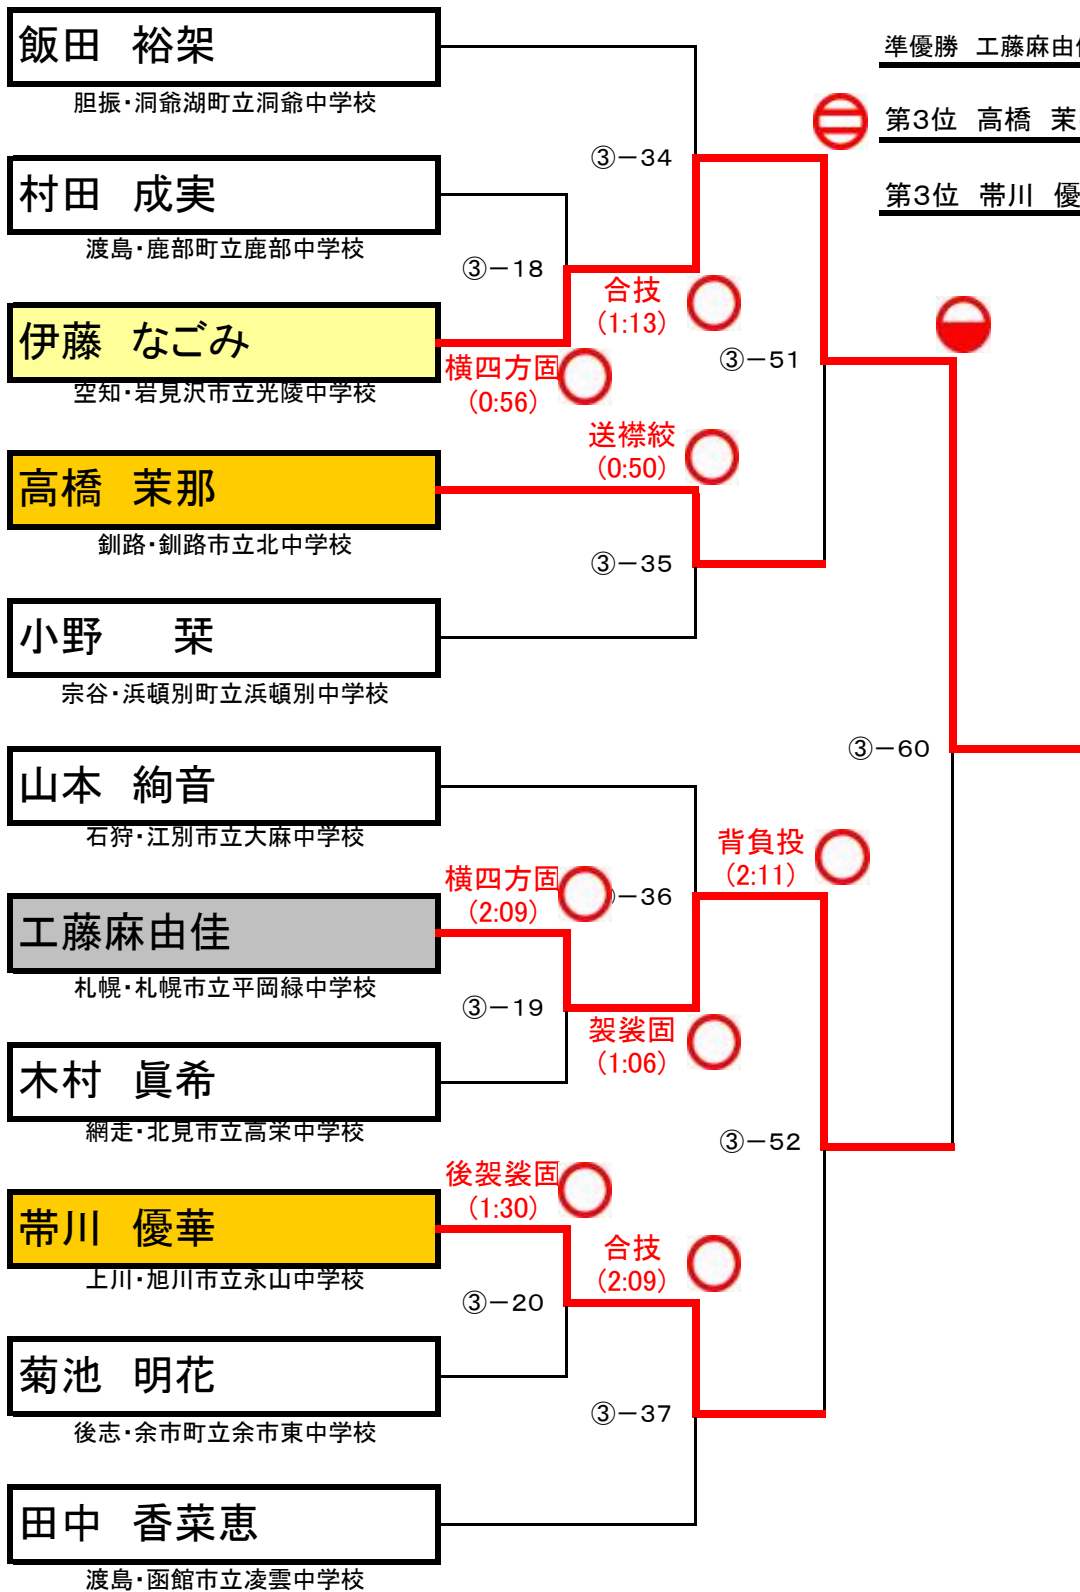 飯田　裕架
胆振・洞爺湖町立洞爺中学校
準優勝　工藤麻由
第3位　高橋　茉
第3位　帯川　優
③－34
村田　成実
渡島・鹿部町立鹿部中学校
③－18
合技
(1:13)
伊藤　なごみ
空知・岩見沢市立光陵中学校
横四方固
(0:56)
③－51
送襟絞
(0:50)
高橋　茉那
釧路・釧路市立北中学校
③－35
小野　　栞
宗谷・浜頓別町立浜頓別中学校
③－60
山本　絢音
石狩・江別市立大麻中学校
背負投
(2:11)
横四方固
(2:09)
－36
工藤麻由佳
札幌・札幌市立平岡緑中学校
③－19
袈裟固
(1:06)
木村　眞希
網走・北見市立高栄中学校
③－52
後袈裟固
(1:30)
帯川　優華
上川・旭川市立永山中学校
合技
(2:09)
③－20
菊池　明花
後志・余市町立余市東中学校
③－37
田中　香菜恵
渡島・函館市立凌雲中学校